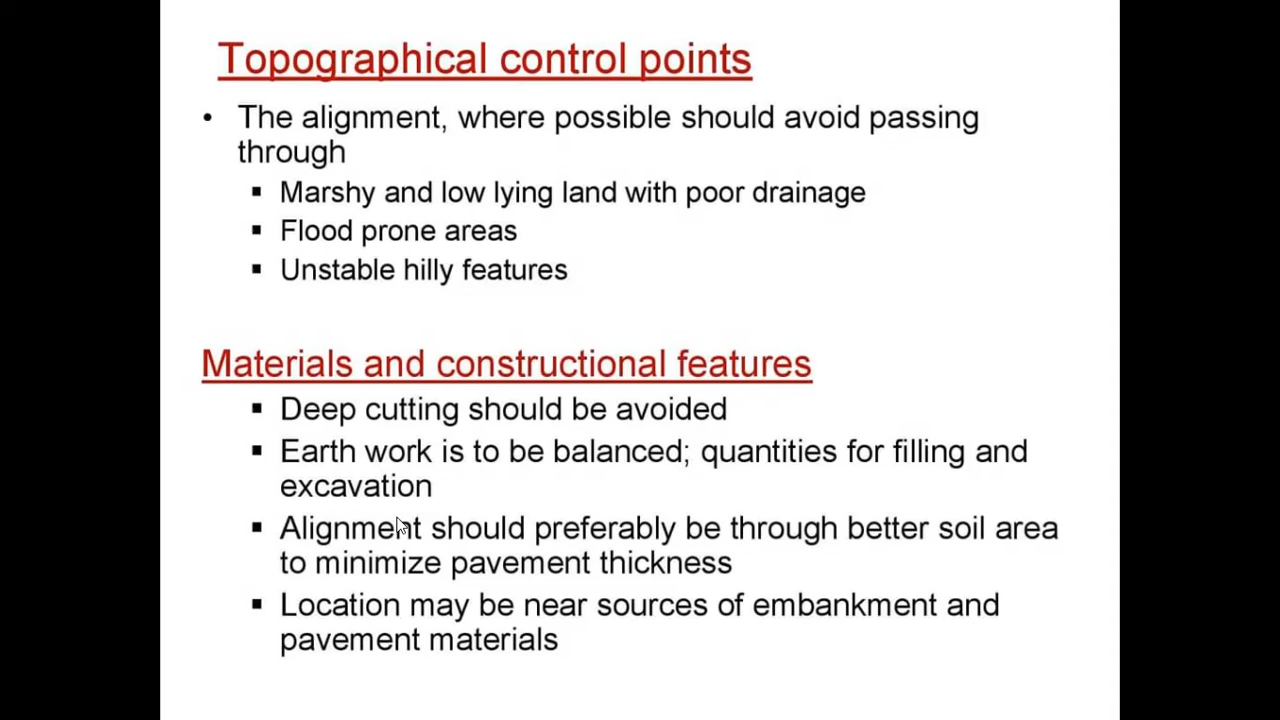 Topographical control points
• The alignment, where possible should avoid passing
through
▪ Marshy and low lying land with poor drainage
▪ Flood prone areas
▪ Unstable hilly features
Materials and constructional features
▪ Deep cutting should be avoided
▪ Earth work is to be balanced; quantities for filling and
excavation
▪ Alignment should preferably be through better soil area
to minimize pavement thickness
▪ Location may be near sources of embankment and
pavement materials